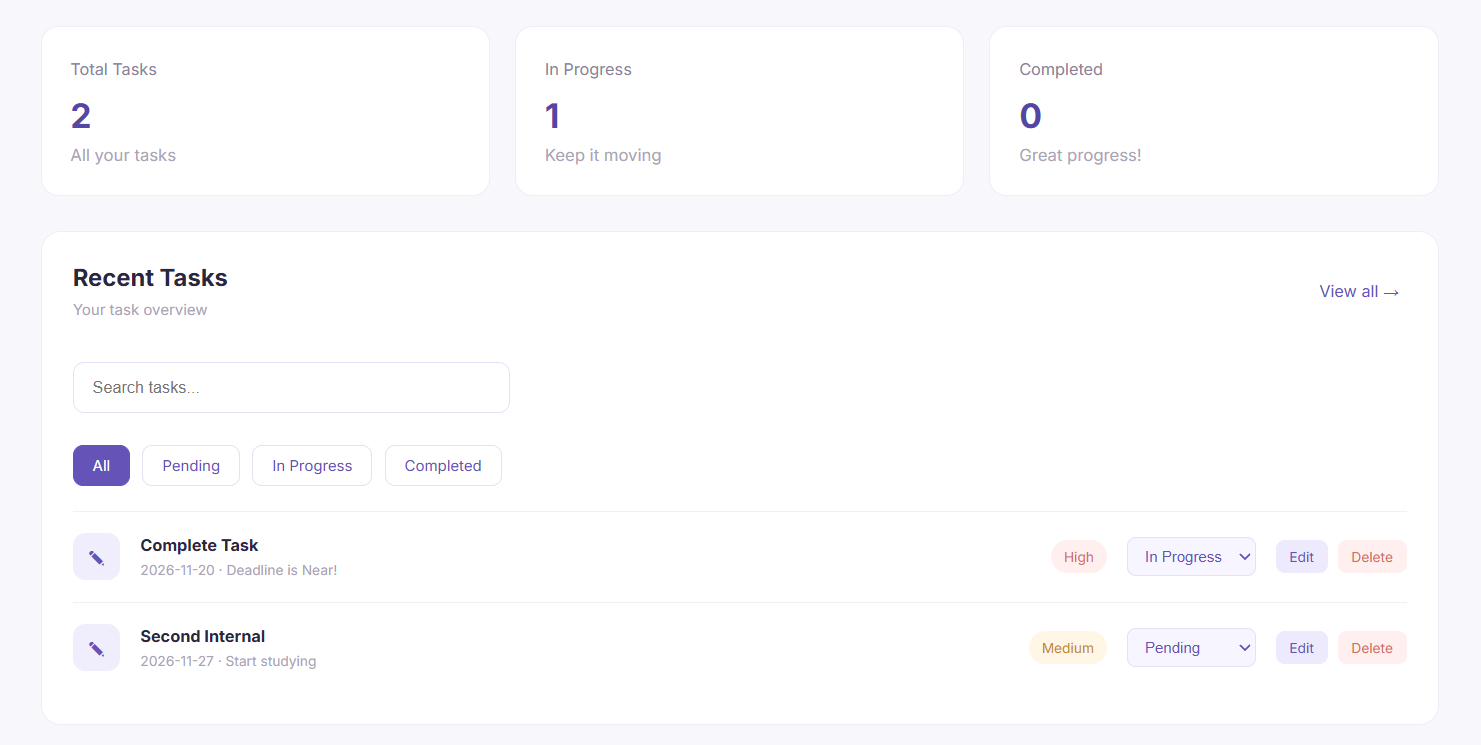 Total Tasks
2
All your tasks
In Progress
1
Keep it moving
Completed
0
Great progress!
Recent Tasks
Your task overview
View all →
Search tasks...
All Pending In Progress Completed
Complete Task
2026-11-20 · Deadline is Near!
High In Progress Edit Delete
Second Internal
2026-11-27 · Start studying
Medium Pending Edit Delete